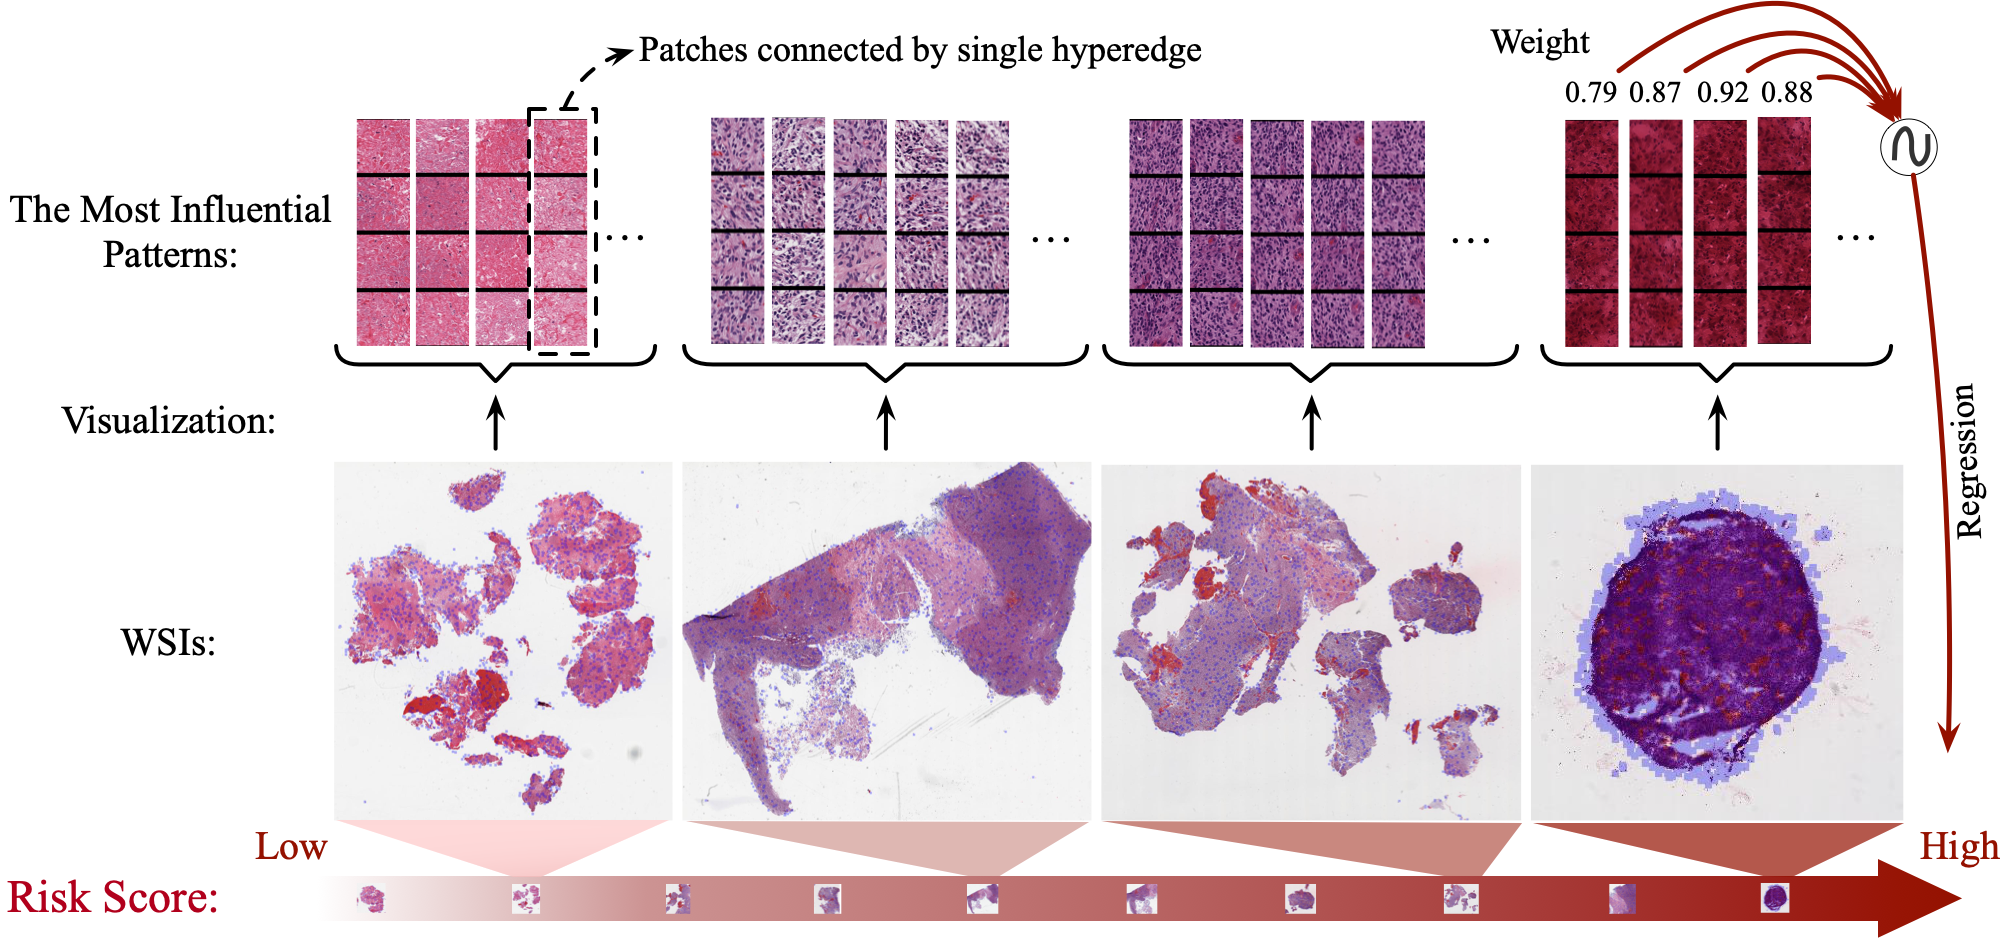 Patches connected by single hyperedge
Weight
0.79 0.87 0.92 0.88
The Most Influential
Patterns:
...
...
...
...
Visualization:
Regression
WSIs:
Low
High
Risk Score: